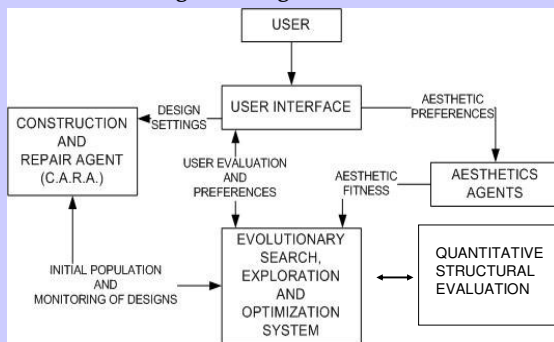 USER
USER INTERFACE
DESIGN
SETTINGS
AESTHETIC
PREFERENCES
CONSTRUCTION
AND
REPAIR AGENT
(C.A.R.A.)
USER EVALUATION
AND
PREFERENCES
AESTHETIC
FITNESS
AESTHETICS
AGENTS
INITIAL POPULATION
AND
MONITORING OF DESIGNS
EVOLUTIONARY
SEARCH,
EXPLORATION
AND
OPTIMIZATION
SYSTEM
QUANTITATIVE
STRUCTURAL
EVALUATION